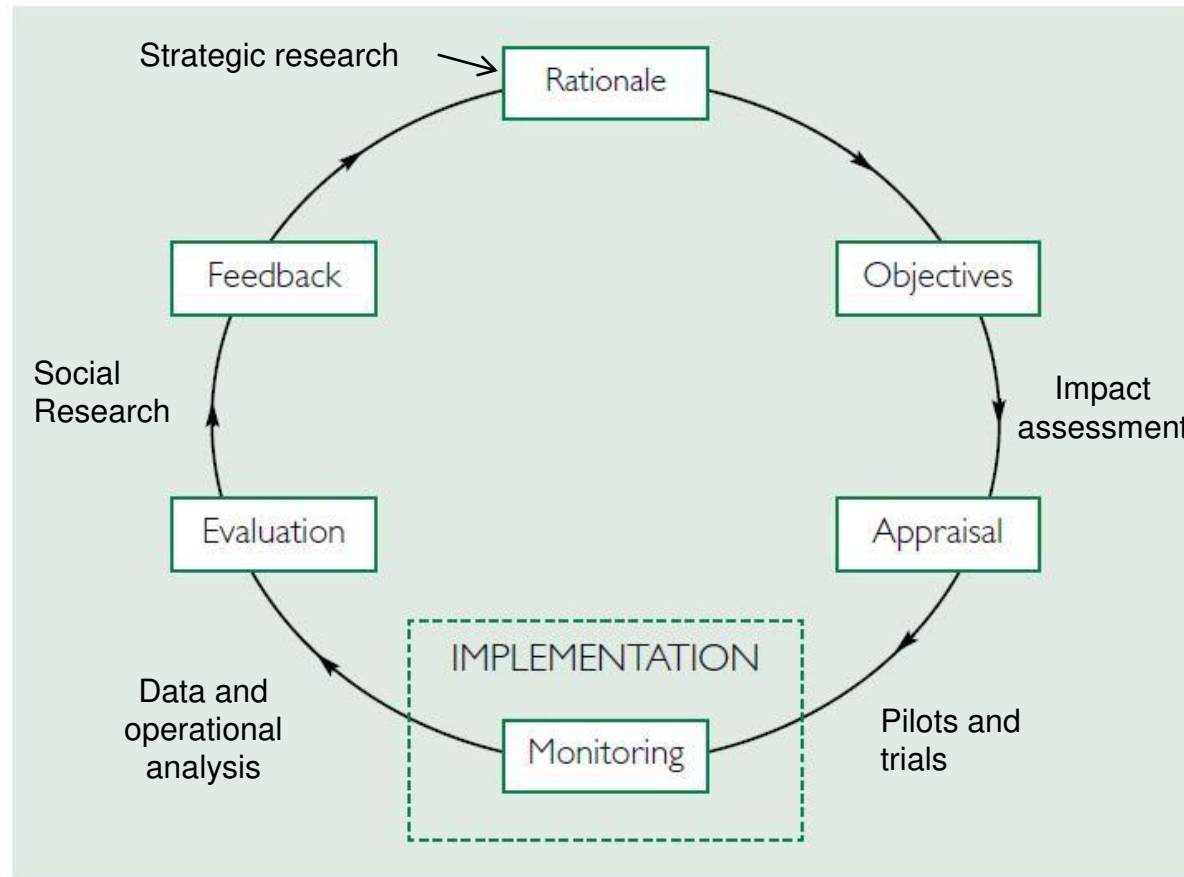 Strategic research
Rationale
Feedback
Objectives
Social
Research
Impact
assessment
Evaluation
Appraisal
IMPLEMENTATION
Monitoring
Data and
operational
analysis
Pilots and
trials